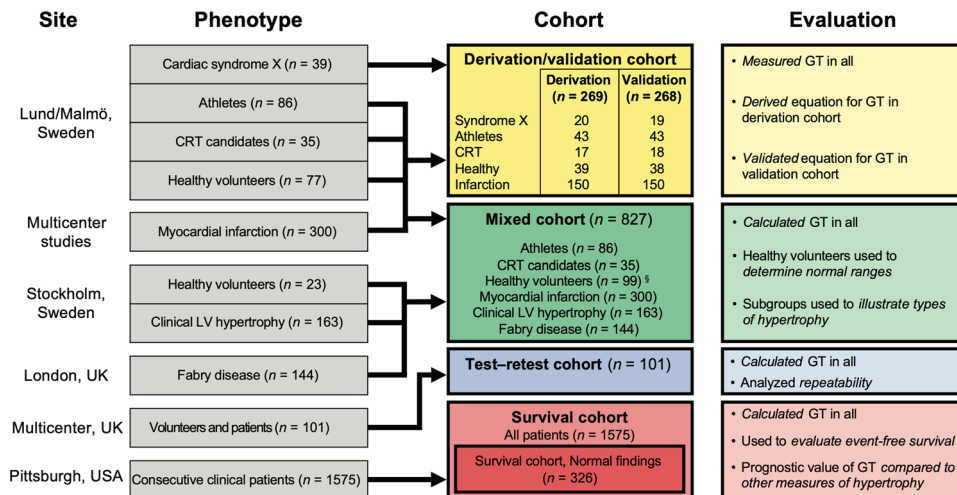 Site
Phenotype
Cohort
Evaluation
Lund/Malmö,
Sweden
Multicenter
studies
Stockholm,
Sweden
London, UK
Multicenter, UK
Pittsburgh, USA
Cardiac syndrome X (n = 39)
Athletes (n = 86)
CRT candidates (n = 35)
Healthy volunteers (n = 77)
Myocardial infarction (n = 300)
Healthy volunteers (n = 23)
Clinical LV hypertrophy (n = 163)
Fabry disease (n = 144)
Volunteers and patients (n = 101)
Consecutive clinical patients (n = 1575)
Derivation/validation cohort
Derivation Validation
(n = 269) (n = 268)
Syndrome X 20 19
Athletes 43 43
CRT 17 18
Healthy 39 38
Infarction 150 150
Mixed cohort (n = 827)
Athletes (n = 86)
CRT candidates (n = 35)
Healthy volunteers (n = 99) §
Myocardial infarction (n = 300)
Clinical LV hypertrophy (n = 163)
Fabry disease (n = 144)
Test–retest cohort (n = 101)
Survival cohort
All patients (n = 1575)
Survival cohort, Normal findings
(n = 326)
• Measured GT in all
• Derived equation for GT in
derivation cohort
• Validated equation for GT in
validation cohort
• Calculated GT in all
• Healthy volunteers used to
determine normal ranges
• Subgroups used to illustrate types
of hypertrophy
• Calculated GT in all
• Analyzed repeatability
• Calculated GT in all
• Used to evaluate event-free survival
• Prognostic value of GT compared to
other measures of hypertrophy